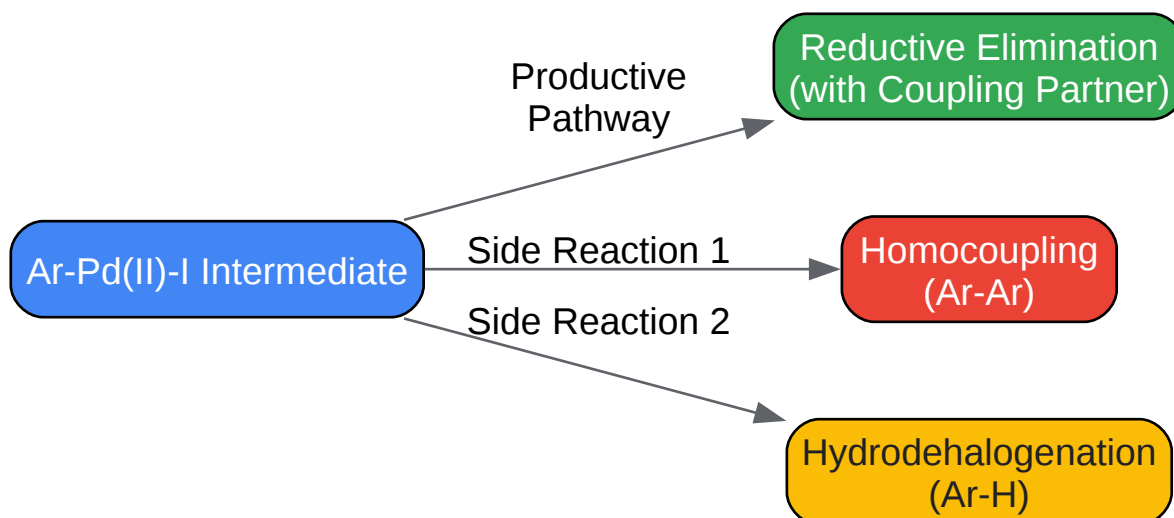 Reductive Elimination
(with Coupling Partner)
Productive
Pathway
Ar-Pd(II)-I Intermediate
Side Reaction 1
Homocoupling
(Ar-Ar)
Side Reaction 2
Hydrodehalogenation
(Ar-H)